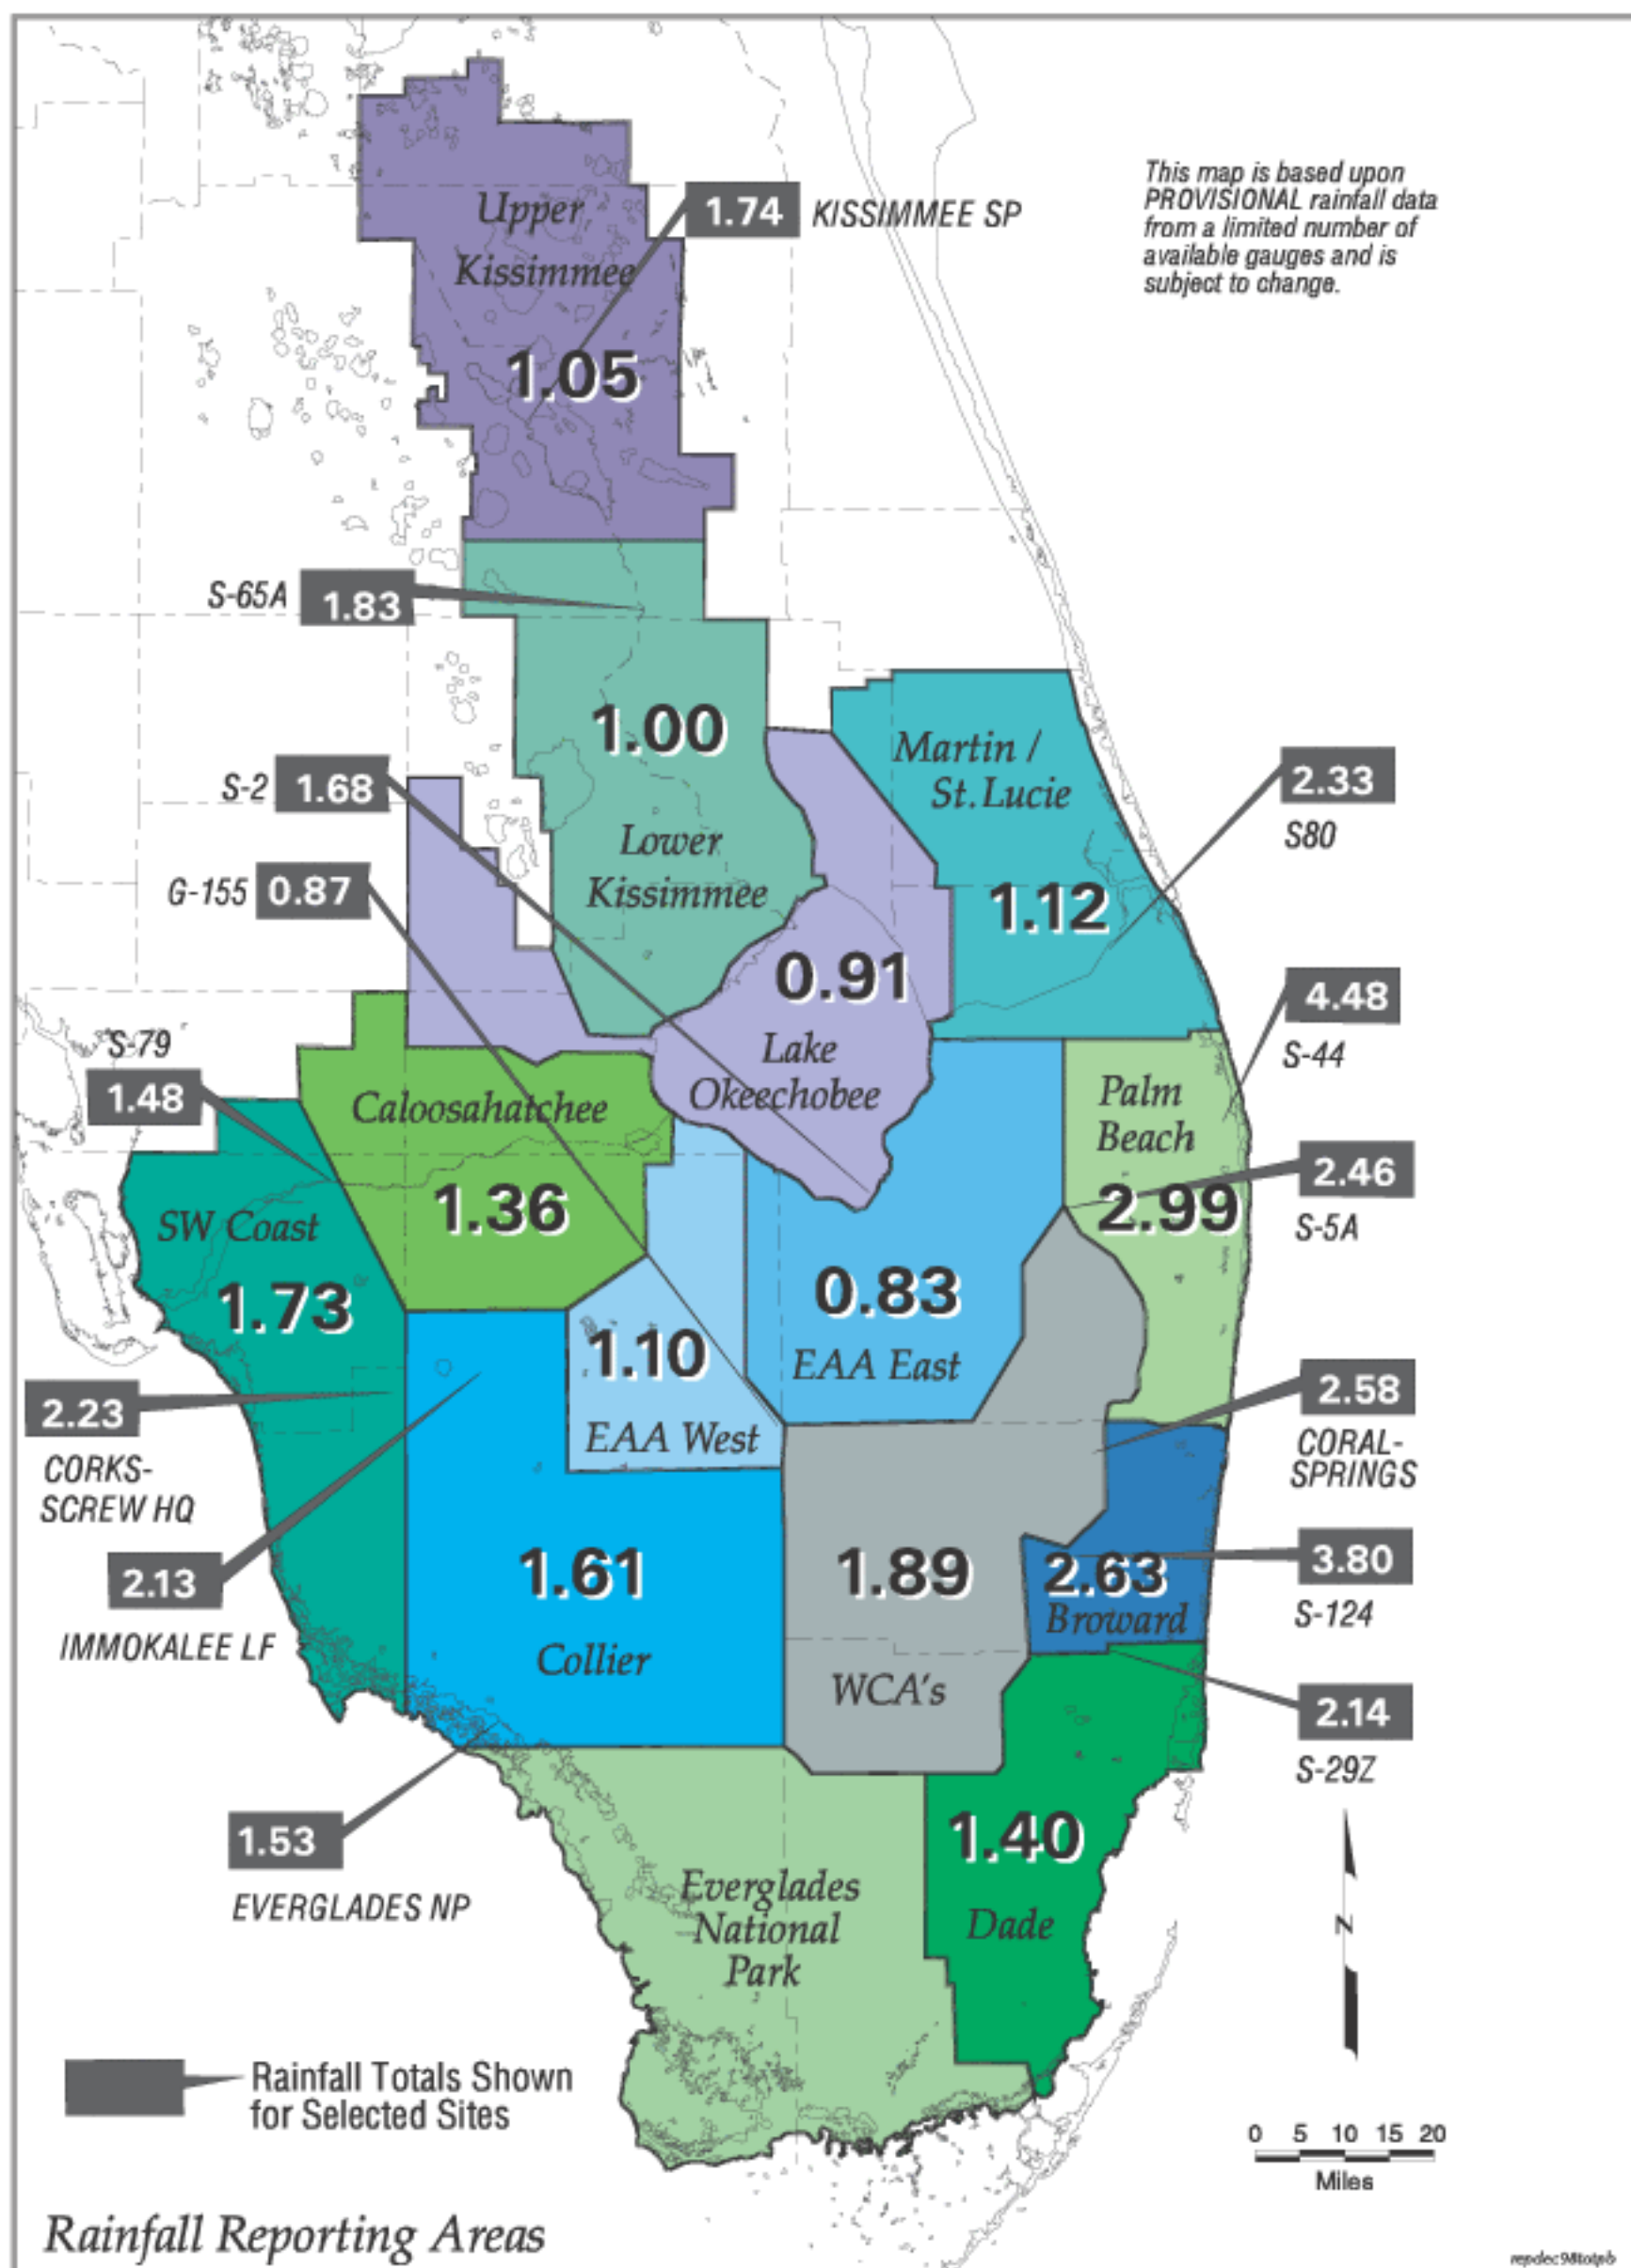 This map is based upon
PROVISIONAL rainfall data
from a limited number of
available gauges and is
subject to change.
Upper
Kissimmee
1.05
1.74 KISSIMMEE SP
S-65A 1.83
1.00
Lower
Kissimmee
Martin /
St. Lucie
1.12
2.33
S80
S-2 1.68
G-155 0.87
0.91
Lake
Okeechobee
4.48
S-44
S-79
1.48
Caloosahatchee
1.36
Palm
Beach
2.99
2.46
S-5A
SW Coast
1.73
0.83
EAA East
1.10
EAA West
2.23
CORKS-
SCREW HQ
2.58
CORAL-
SPRINGS
2.13
IMMOKALEE LF
1.61
Collier
1.89
WCA's
2.63
Broward
3.80
S-124
2.14
S-29Z
1.53
EVERGLADES NP
1.40
Dade
Everglades
National
Park
N
Rainfall Totals Shown
for Selected Sites
0 5 10 15 20
Miles
Rainfall Reporting Areas